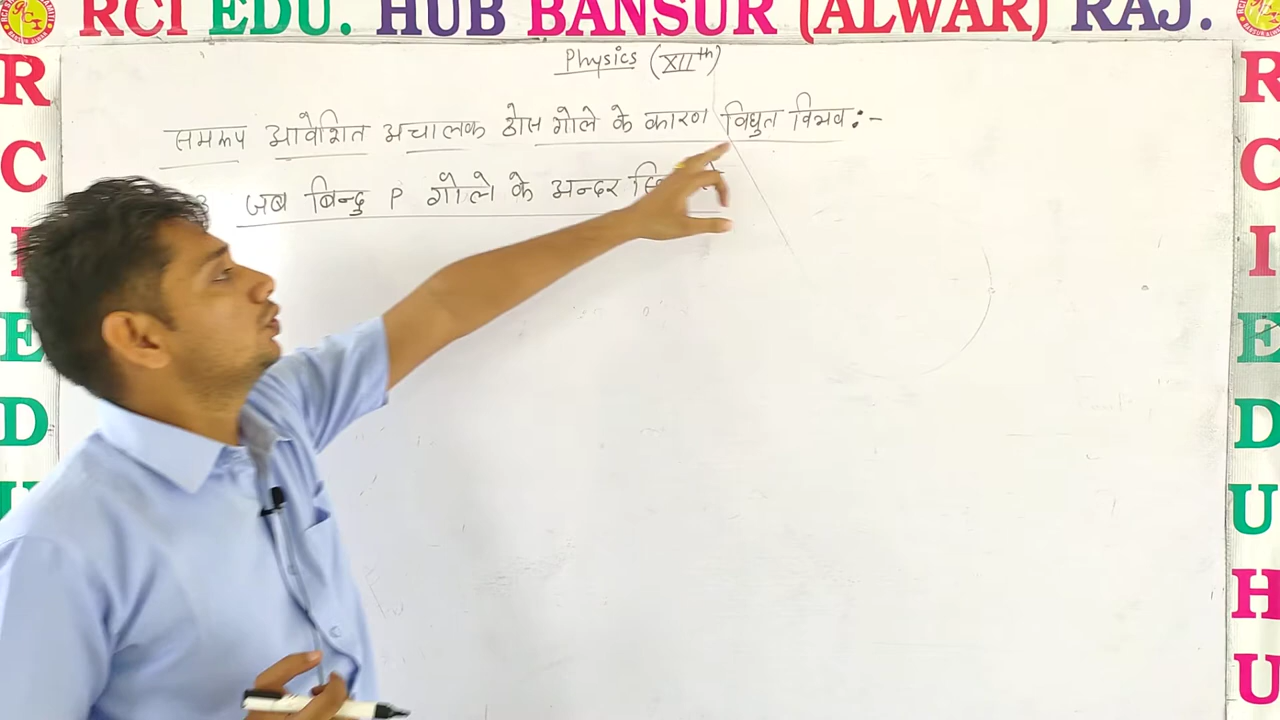 RCI EDU. HUB BANSUR (ALWAR) RAJ.
Physics (XIIth)
समरूप आवेशित अचालक ठोस गोले के कारण विद्युत विभव:-
जब बिन्दु P गोले के अन्दर
R
C
I
E
D
U
R
C
I
E
D
U
H
U